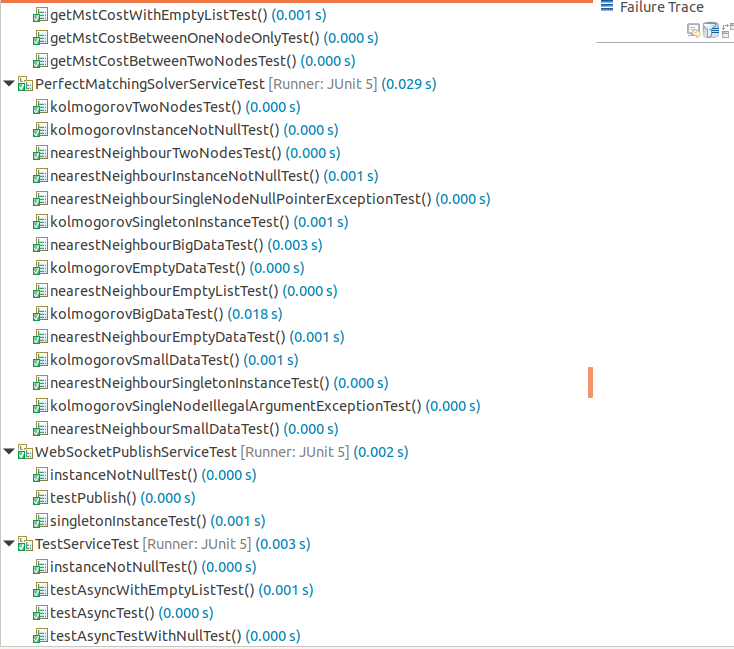 getMstCostWithEmptyListTest() (0.001 s)
Failure Trace
getMstCostBetweenOneNodeOnlyTest() (0.000 s)
getMstCostBetweenTwoNodesTest() (0.000 s)
PerfectMatchingSolverServiceTest [Runner: JUnit 5] (0.029 s)
kolmogorovTwoNodesTest() (0.000 s)
kolmogorovInstanceNotNullTest() (0.000 s)
nearestNeighbourTwoNodesTest() (0.000 s)
nearestNeighbourInstanceNotNullTest() (0.001 s)
nearestNeighbourSingleNodeNullPointerExceptionTest() (0.000 s)
kolmogorovSingletonInstanceTest() (0.001 s)
nearestNeighbourBigDataTest() (0.003 s)
kolmogorovEmptyDataTest() (0.000 s)
nearestNeighbourEmptyListTest() (0.000 s)
kolmogorovBigDataTest() (0.018 s)
nearestNeighbourEmptyDataTest() (0.001 s)
kolmogorovSmallDataTest() (0.001 s)
nearestNeighbourSingletonInstanceTest() (0.000 s)
kolmogorovSingleNodeIllegalArgumentExceptionTest() (0.000 s)
nearestNeighbourSmallDataTest() (0.000 s)
WebSocketPublishServiceTest [Runner: JUnit 5] (0.002 s)
instanceNotNullTest() (0.000 s)
testPublish() (0.000 s)
singletonInstanceTest() (0.001 s)
TestServiceTest [Runner: JUnit 5] (0.003 s)
instanceNotNullTest() (0.000 s)
testAsyncWithEmptyListTest() (0.001 s)
testAsyncTest() (0.000 s)
testAsyncTestWithNullTest() (0.000 s)